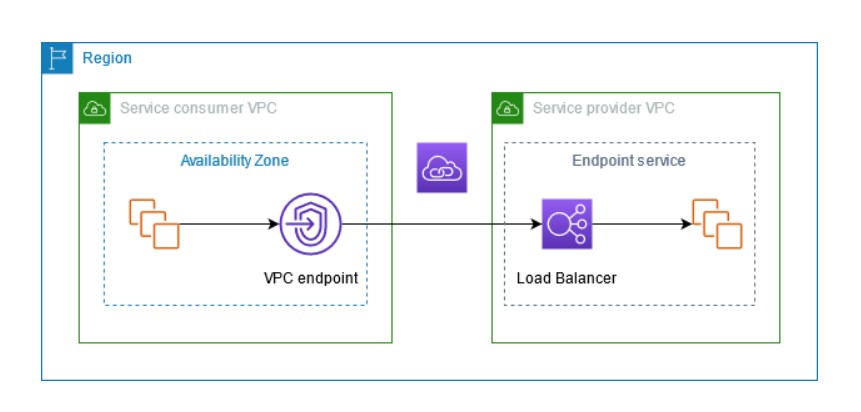 Region
Service consumer VPC
Service provider VPC
Availability Zone
Endpoint service
VPC endpoint
Load Balancer